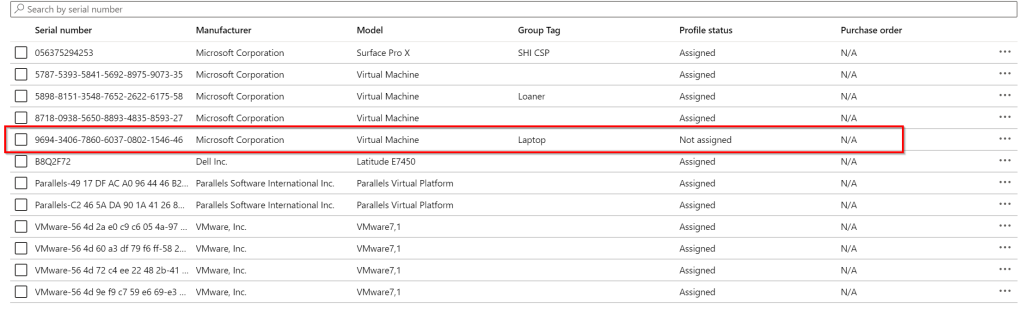 Search by serial number
Serial number Manufacturer Model Group Tag Profile status Purchase order
056375294253 Microsoft Corporation Surface Pro X SHI CSP Assigned N/A ...
5787-5393-5841-5692-8975-9073-35 Microsoft Corporation Virtual Machine Assigned N/A ...
5898-8151-3548-7652-2622-6175-58 Microsoft Corporation Virtual Machine Loaner Assigned N/A ...
8718-0938-5650-8893-4835-8593-27 Microsoft Corporation Virtual Machine Assigned N/A ...
9694-3406-7860-6037-0802-1546-46 Microsoft Corporation Virtual Machine Laptop Not assigned N/A ...
B8Q2F72 Dell Inc. Latitude E7450 Assigned N/A ...
Parallels-49 17 DF AC A0 96 44 46 B2... Parallels Software International Inc. Parallels Virtual Platform Assigned N/A ...
Parallels-C2 46 5A DA 90 1A 41 26 8... Parallels Software International Inc. Parallels Virtual Platform Assigned N/A ...
VMware-56 4d 2a e0 c9 c6 05 4a-97 ... VMware, Inc. VMware7,1 Assigned N/A ...
VMware-56 4d 60 a3 df 79 f6 ff-58 2... VMware, Inc. VMware7,1 Assigned N/A ...
VMware-56 4d 72 c4 ee 22 48 2b-41 ... VMware, Inc. VMware7,1 Assigned N/A ...
VMware-56 4d 9e f9 c7 59 e6 69-e3 ... VMware, Inc. VMware7,1 Assigned N/A ...